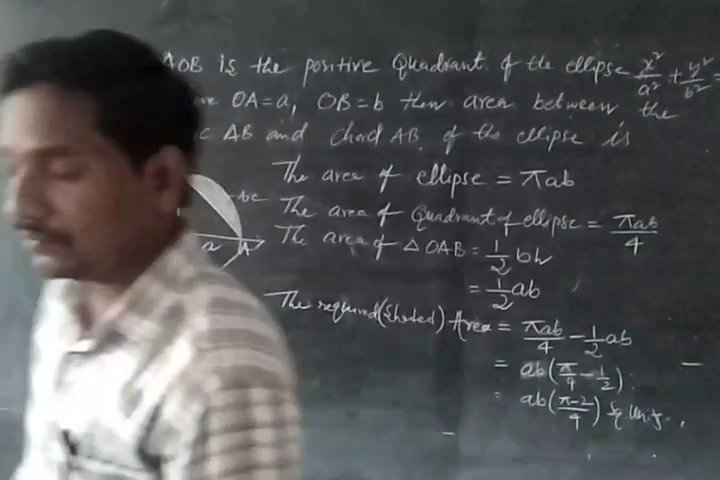 AOB is the positive Quadrant of the ellipse x²/a² + y²/b² =
OA = a, OB = b then area between the
AB and chord AB of the ellipse is
The area of ellipse = πab
Arc
The area of Quadrant of ellipse = πab/4
a A
The area of △OAB = 1/2 bh
= 1/2 ab
The required (Shaded) Area = πab/4 - 1/2 ab
= ab(π/4 - 1/2)
= ab(π-2/4) Sq. Units.